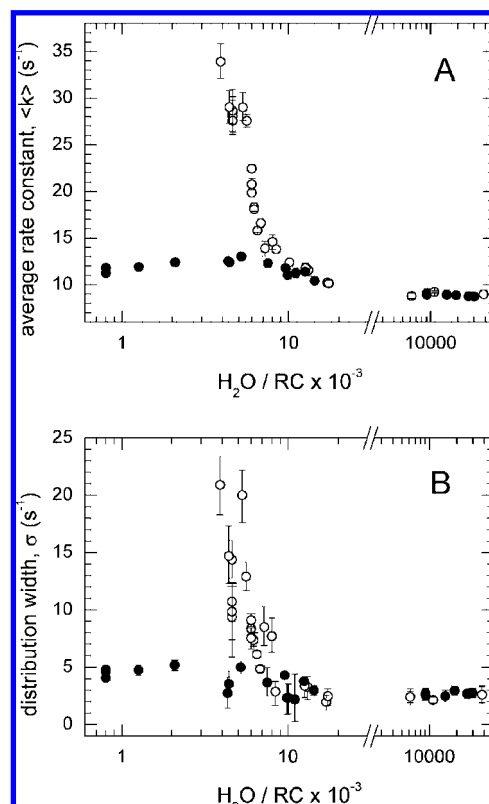 A
average rate constant, <k> (s⁻¹)
35
30
25
20
15
10
5
1 10 10000
H₂O / RC x 10⁻³
B
distribution width, σ (s⁻¹)
25
20
15
10
5
0
1 10 10000
H₂O / RC x 10⁻³